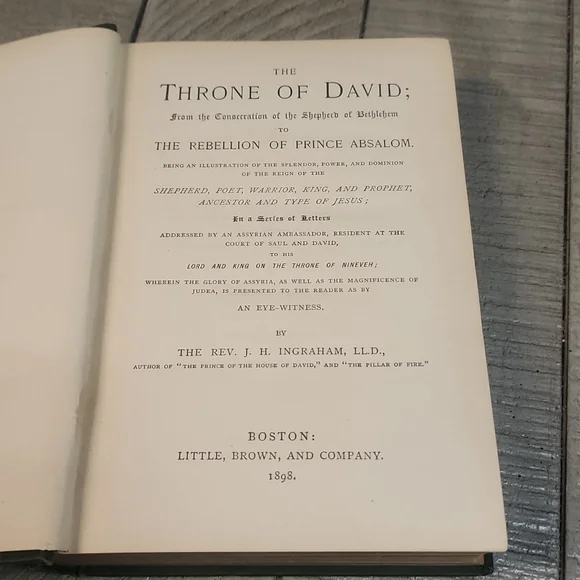 THE
THRONE OF DAVID;
From the Consecration of the Shepherd of Bethlehem
TO
THE REBELLION OF PRINCE ABSALOM.
BEING AN ILLUSTRATION OF THE SPLENDOR, POWER, AND DOMINION
OF THE REIGN OF THE
SHEPHERD, POET, WARRIOR, KING, AND PROPHET,
ANCESTOR AND TYPE OF JESUS;
In a Series of Letters
ADDRESSED BY AN ASSYRIAN AMBASSADOR, RESIDENT AT THE
COURT OF SAUL AND DAVID,
TO HIS
LORD AND KING ON THE THRONE OF NINEVEH;
WHEREIN THE GLORY OF ASSYRIA, AS WELL AS THE MAGNIFICENCE OF
JUDEA, IS PRESENTED TO THE READER AS BY
AN EYE-WITNESS.
BY
THE REV. J. H. INGRAHAM, LL.D.,
AUTHOR OF "THE PRINCE OF THE HOUSE OF DAVID," AND "THE PILLAR OF FIRE."
BOSTON:
LITTLE, BROWN, AND COMPANY.
1898.